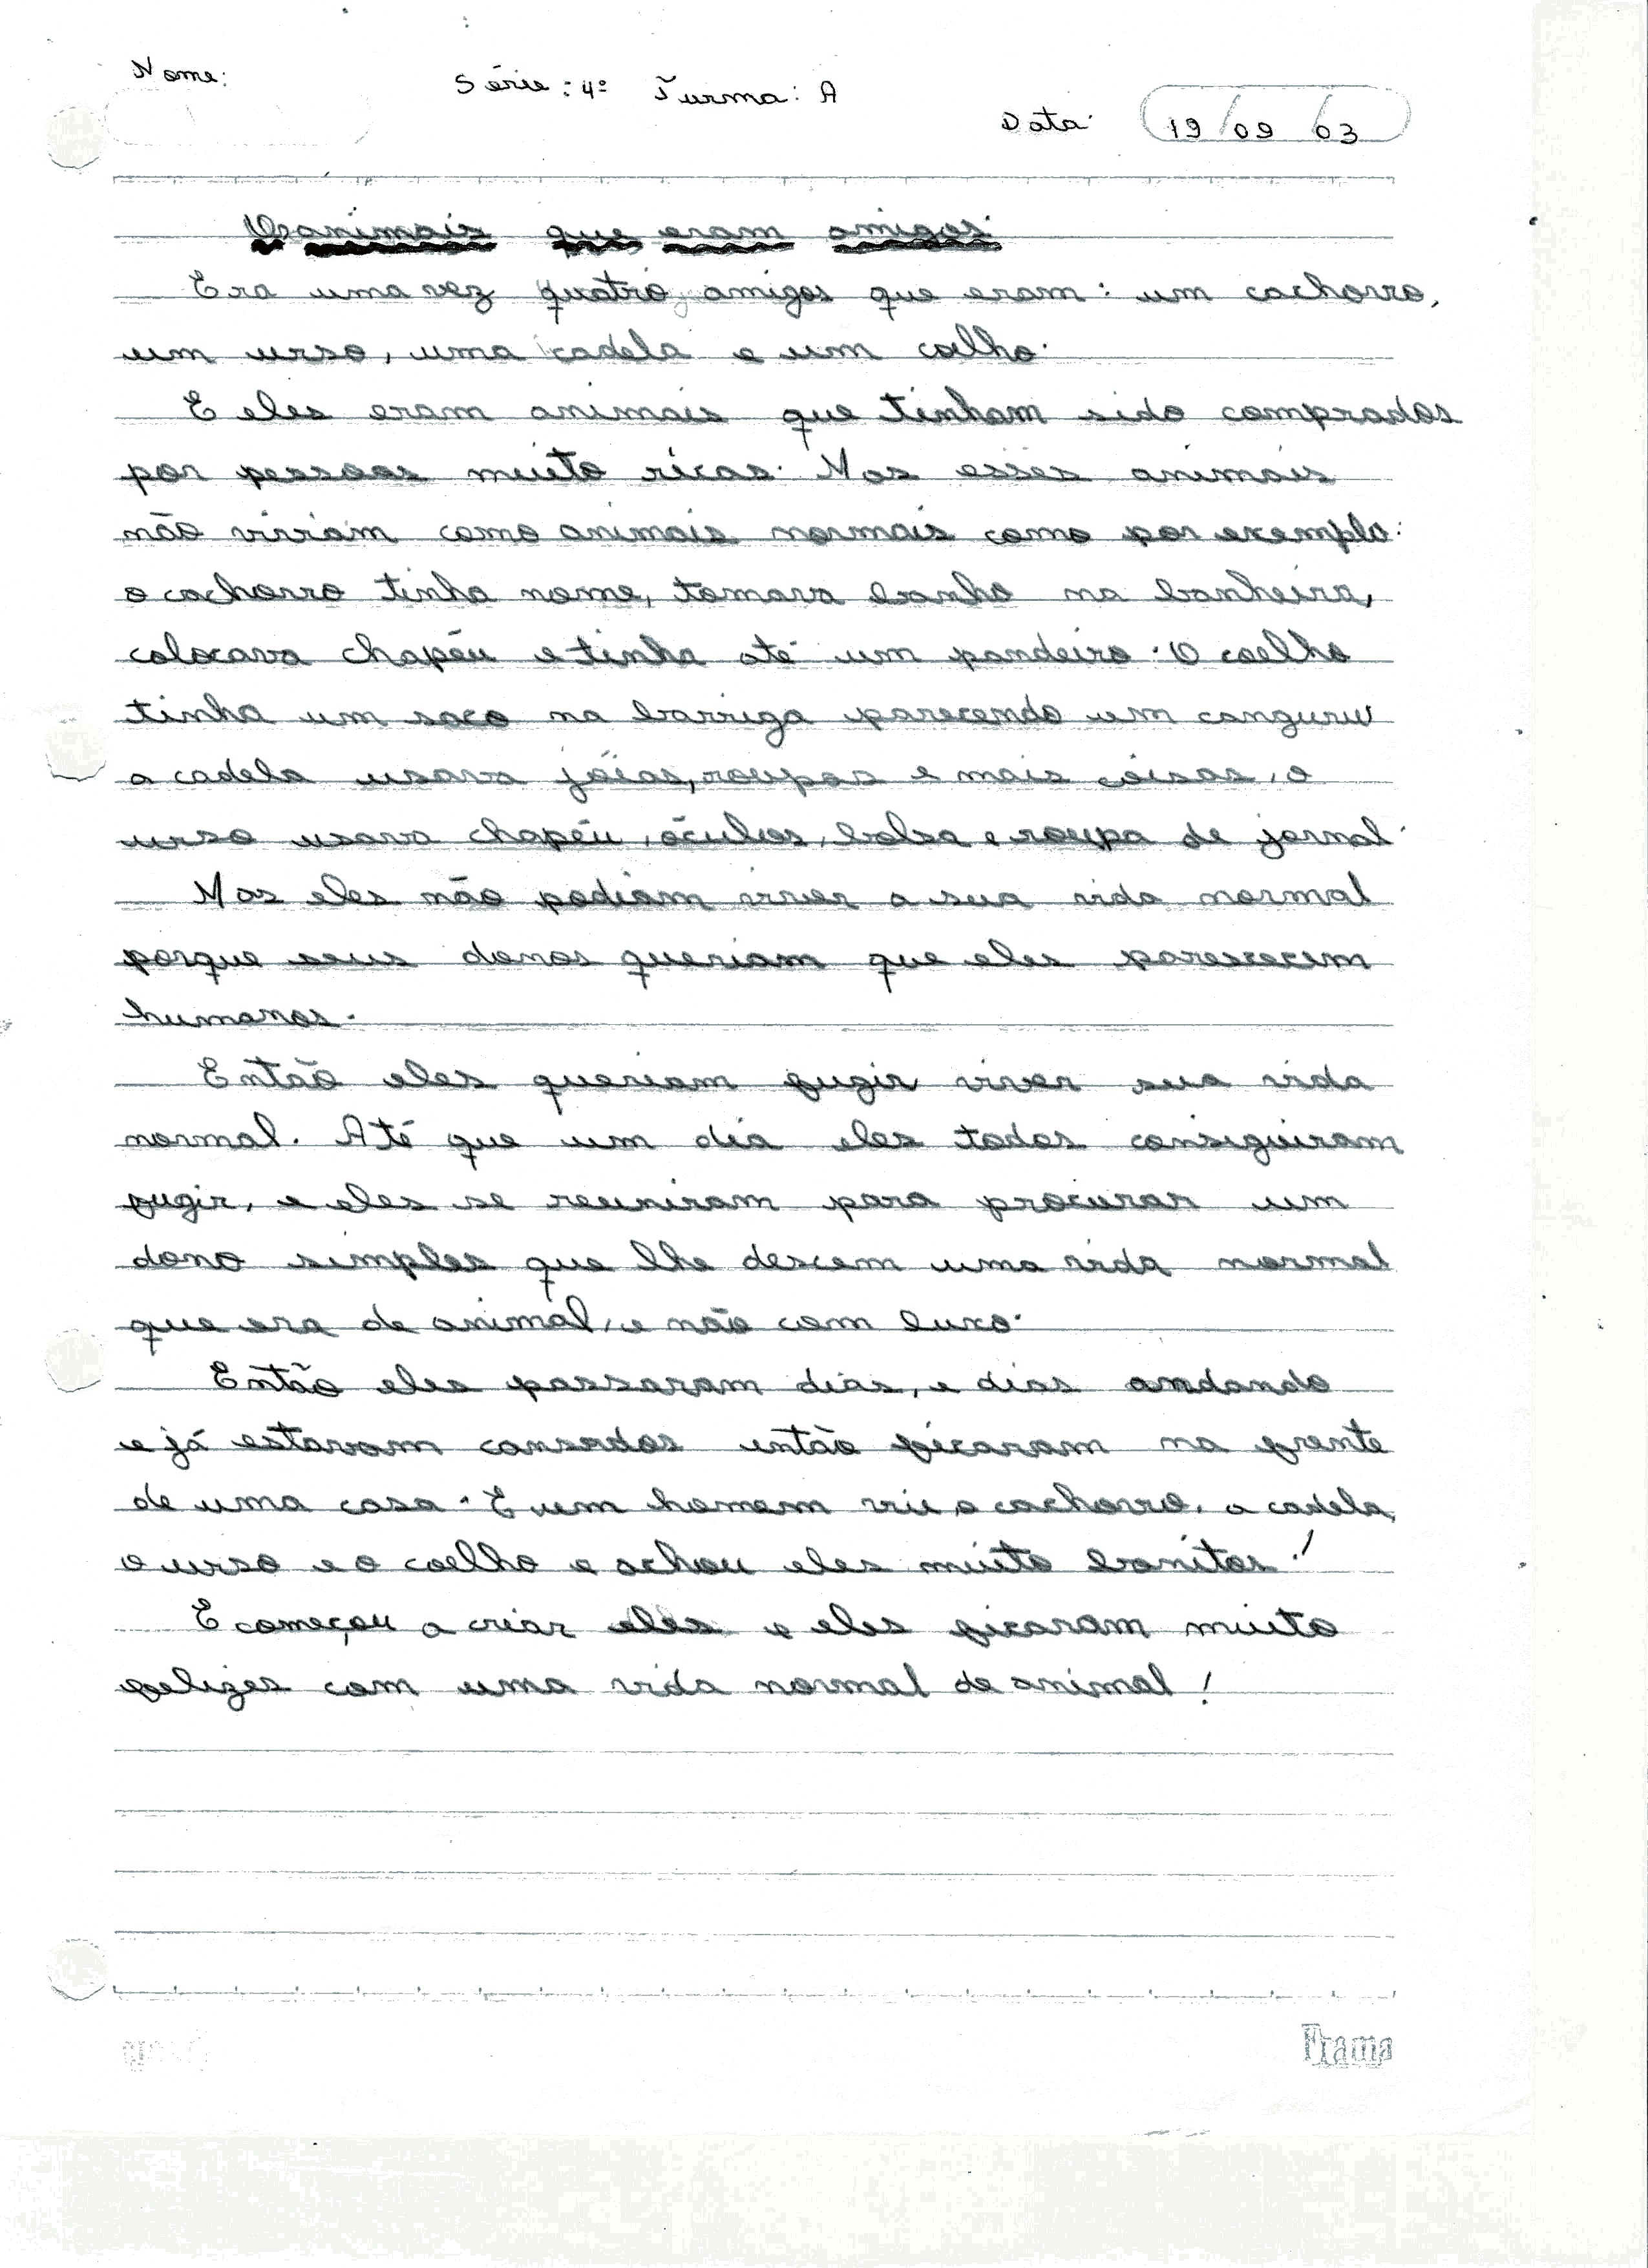 Nome:
Série: 4ª Turma: A
Data: 19/09/03
Os animais que eram amigos.
Era uma vez quatro amigos que eram: um cachorro,
um urso, uma cadela e um coelho.
E eles eram animais que tinham sido comprados
por pessoas muito ricas. Mas esses animais
não viviam como animais normais como por exemplo:
o cachorro tinha nome, tomava banho na banheira,
colocava chapéu e tinha até um pandeiro. O coelho
tinha um saco na barriga parecendo um canguru
a cadela usava jóias, roupas e mais coisas, o
urso usava chapéu, óculos, bolsa e roupa de jornal.
Mas eles não podiam viver a sua vida normal
porque seus donos queriam que eles parescecem
humanos.
Então eles queriam fugir viver sua vida
normal. Até que um dia eles todos conseguiram
fugir, e eles se reuniram para procurar um
dono simples que lhe descem uma vida normal
que era de animal, e não com luxo.
Então eles passaram dias, e dias andando
e já estavam cansados então ficaram na frente
de uma casa. E um homem viu o cachorro, a cadela,
o urso e o coelho e achou eles muito bonitos!
E começou a criar eles e eles ficaram muito
felizes com uma vida normal de animal!
Frama